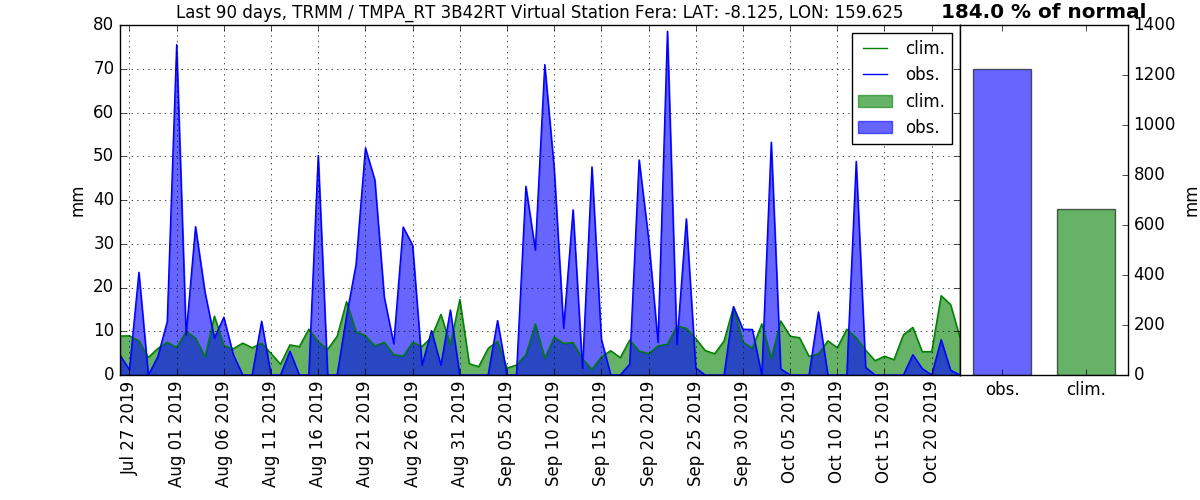 Last 90 days, TRMM / TMPA_RT 3B42RT Virtual Station Fera: LAT: -8.125, LON: 159.625
184.0 % of normal
80
70
60
50
40
30
20
10
0
mm
clim.
obs.
clim.
obs.
1400
1200
1000
800
600
400
200
0
mm
obs.
clim.
Jul 27 2019
Aug 01 2019
Aug 06 2019
Aug 11 2019
Aug 16 2019
Aug 21 2019
Aug 26 2019
Aug 31 2019
Sep 05 2019
Sep 10 2019
Sep 15 2019
Sep 20 2019
Sep 25 2019
Sep 30 2019
Oct 05 2019
Oct 10 2019
Oct 15 2019
Oct 20 2019